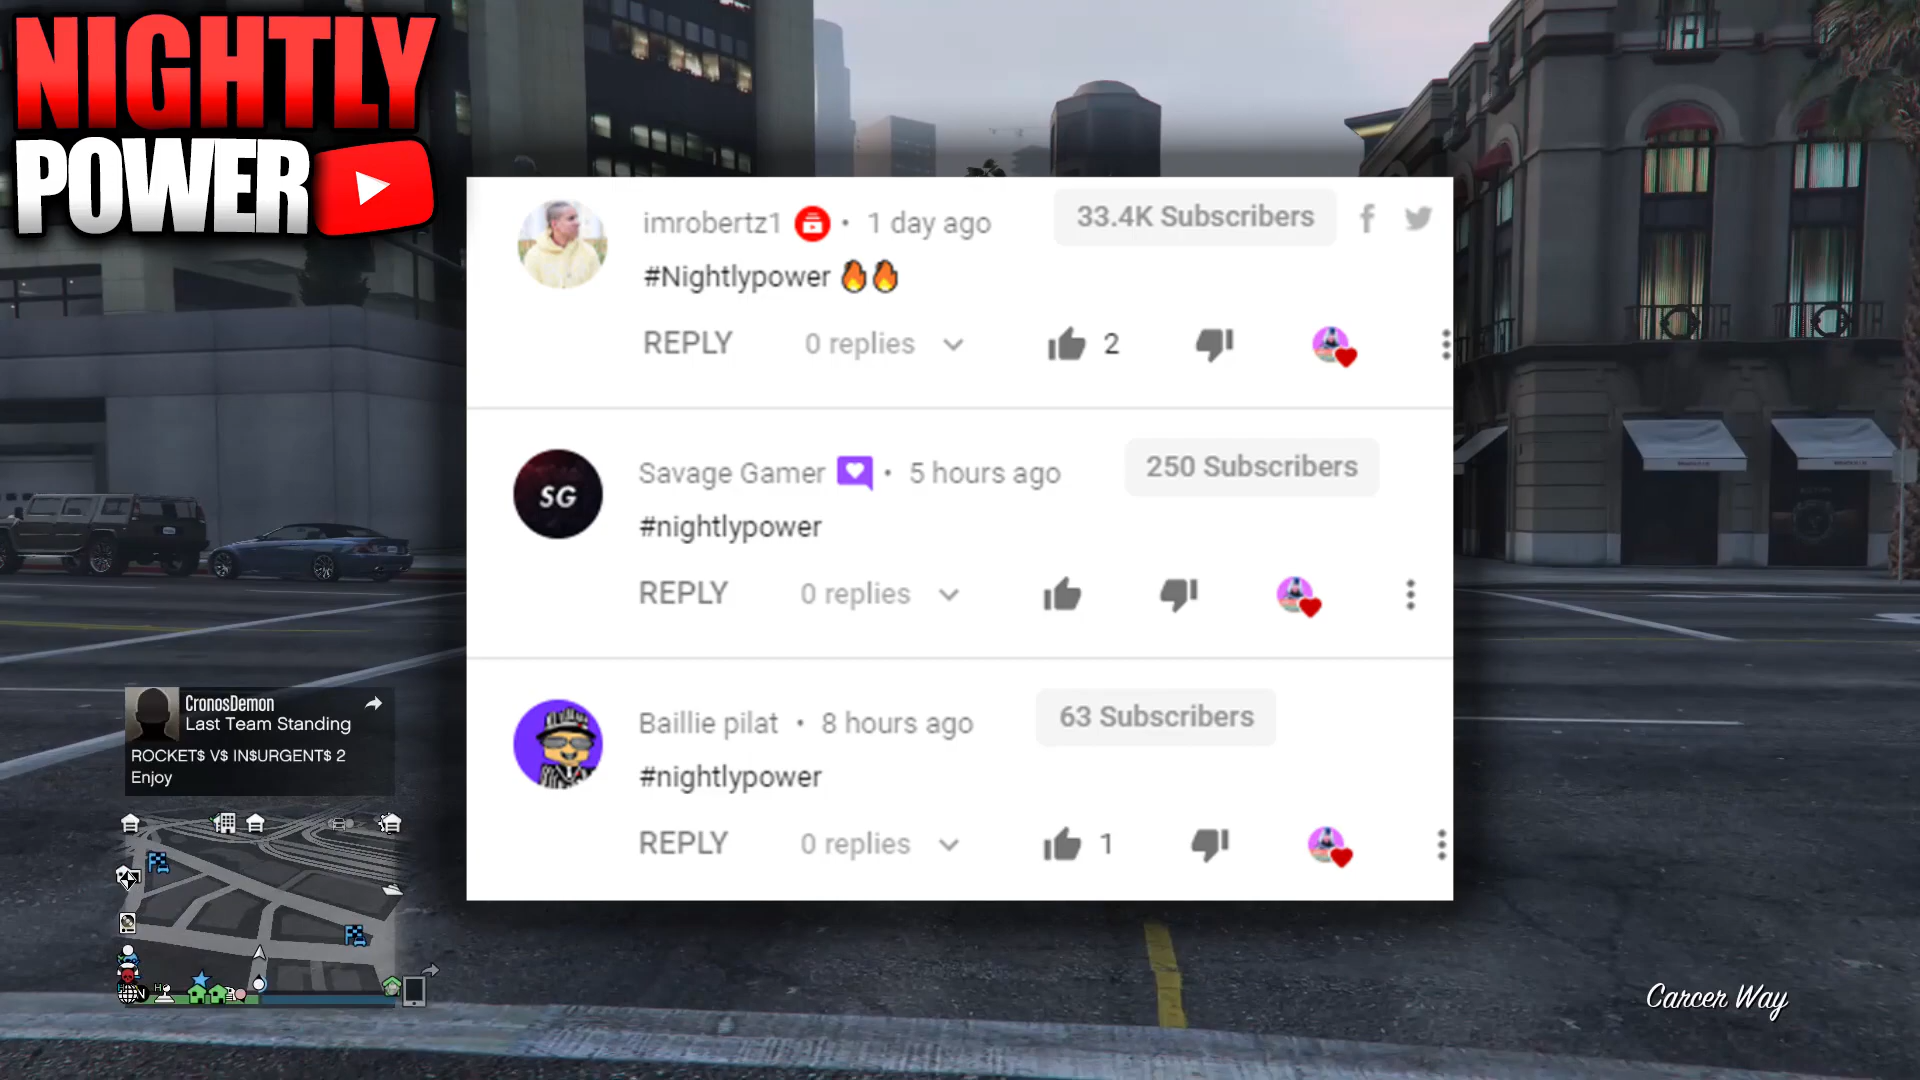 NIGHTLY
POWER
imrobertz1 • 1 day ago
33.4K Subscribers
#Nightlypower 🔥🔥
REPLY 0 replies 2
Savage Gamer • 5 hours ago
250 Subscribers
SG
#nightlypower
REPLY 0 replies
Baillie pilat • 8 hours ago
63 Subscribers
#nightlypower
REPLY 0 replies 1
CronosDemon
Last Team Standing
ROCKET$ V$ IN$URGENT$ 2
Enjoy
N
Carcer Way